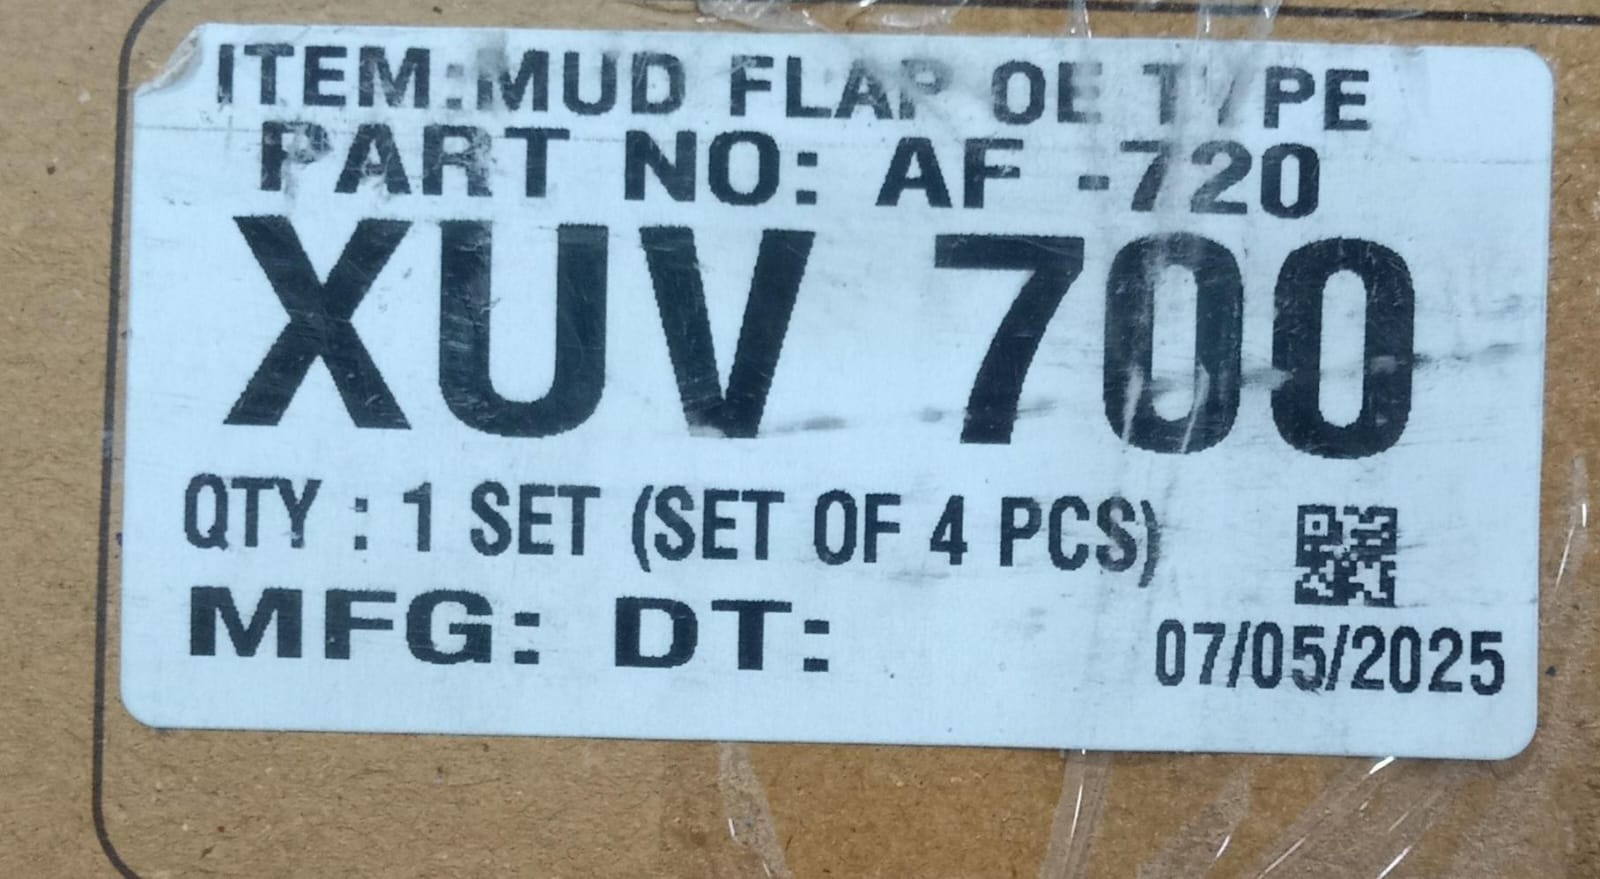 ITEM:MUD FLAP OE TYPE
PART NO: AF -720
XUV 700
QTY : 1 SET (SET OF 4 PCS)
MFG: DT:
07/05/2025